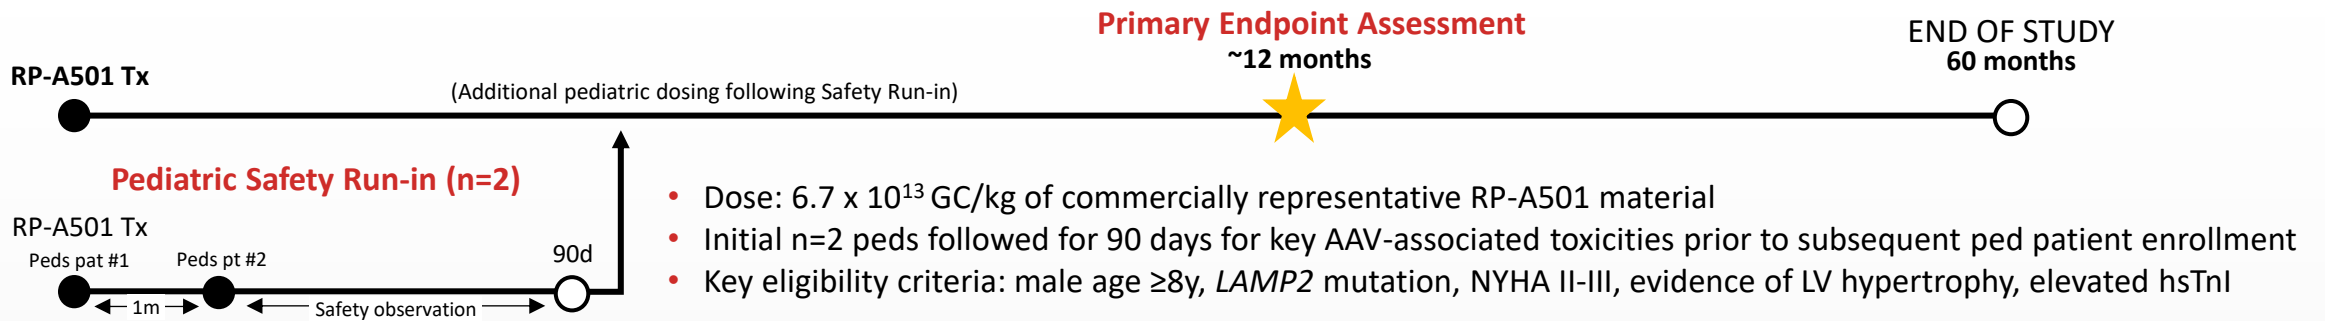 Primary Endpoint Assessment
~12 months
END OF STUDY
60 months
RP-A501 Tx
(Additional pediatric dosing following Safety Run-in)
Pediatric Safety Run-in (n=2)
RP-A501 Tx
Peds pat #1
Peds pt #2
90d
1m
Safety observation
• Dose: 6.7 x 10¹³ GC/kg of commercially representative RP-A501 material
• Initial n=2 peds followed for 90 days for key AAV-associated toxicities prior to subsequent ped patient enrollment
• Key eligibility criteria: male age ≥8y, LAMP2 mutation, NYHA II-III, evidence of LV hypertrophy, elevated hsTnI